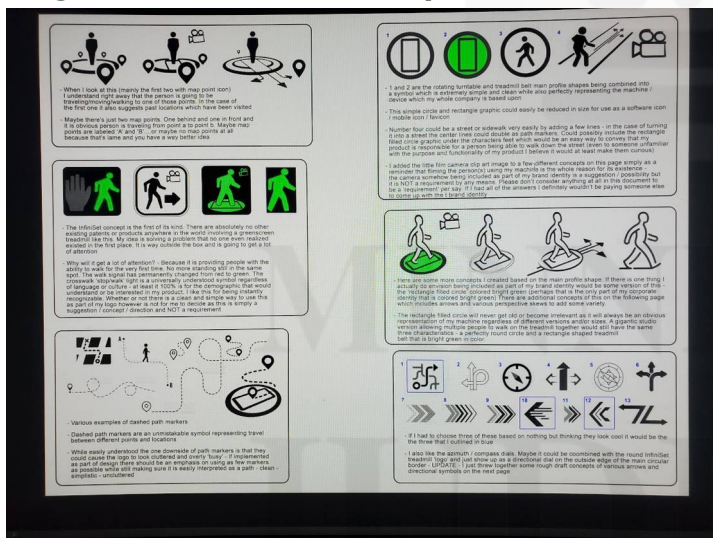 - When I look at this (mainly the first two with map point icon)
I understand right away that the person is going to be
traveling/moving/walking to one of those points. In the case of
the first one it also suggests past locations which have been
visited
- Maybe there's just two map points. One behind and one in front and
it is obvious person is traveling from point a to point b. Maybe map
points are labeled 'A' and 'B' ...or maybe no map points at all
because that's lame and you have a way better idea
- The InfiniSet concept is the first of its kind. There are absolutely no other
existing patents or products anywhere in the world involving a greenscreen
treadmill like this. My idea is solving a problem that no one even realized
existed in the first place. It is way outside the box and is going to get a lot
of attention
- Why will it get a lot of attention? - Because it is providing people with the
ability to walk for the very first time. No more standing still in the same
spot. The walk signal has permanently changed from red to green. The
crosswalk 'stop/walk' light is a universally understood symbol regardless
of language or culture - at least it 100% is for the demographic that would
understand or be interested in my product. I like this for being instantly
recognizable. Whether or not there is a clean and simple way to use this
as part of my logo however is not for me to decide as this is simply a
suggestion / concept / direction and NOT a requirement
A
B
- Various examples of dashed path markers
- Dashed path markers are an unmistakable symbol representing travel
between different points and locations
- While easily understood the one downside of path markers is that they
could cause the logo to look cluttered and overly 'busy' - if implemented
as part of design there should be an emphasis on using as few markers
as possible while still making sure it is easily interpreted as a path - clean -
simplistic - uncluttered
1 2 3 4
- 1 and 2 are the rotating turntable and treadmill belt main profile shapes being combined into
a symbol which is extremely simple and clean while also perfectly representing the machine /
device which my whole company is based upon
- This simple circle and rectangle graphic could easily be reduced in size for use as a software icon
/ mobile icon / favicon
- Number four could be a street or sidewalk very easily by adding a few lines - in the case of turning
it into a street the center lines could double as path markers. Could possibly include the rectangle
filled circle graphic under the characters feet which would be an easy way to convey that my
product is responsible for a person being able to walk down the street (even to someone unfamiliar
with the purpose and functionality of my product I believe it would at least make them curious)
- I added the little film camera clip art image to a few different concepts on this page simply as a
reminder - that filming the person(s) using my machine is the whole reason for its existence -
the camera somehow being included as part of my brand identity is a suggestion / possibility but
it is NOT a requirement by any means. Please don't consider anything at all in this document to
be a 'requirement' per say. If I had all of the answers I definitely wouldn't be paying someone else
to come up with the brand identity
- Here are some more concepts I created based on the main profile shape. If there is one thing I
actually do envision being included as part of my brand identity would be some version of this -
the 'rectangle filled circle' colored bright green (perhaps that is the only part of my corporate
identity that is colored bright green) There are additional concepts of this on the following page
which includes arrows and various perspective skews to add some variety.
- The rectangle filled circle will never get old or become irrelevant as it will always be an obvious
representation of my machine regardless of different versions and/or sizes. A gigantic studio
version allowing multiple people to walk on the treadmill together would still have the same
three characteristics - a perfectly round circle and a rectangle shaped treadmill
belt that is bright green in color.
1 2 3 4 5 6
7 8 9 10 11 12 13
- If I had to choose three of these based on nothing but thinking they look cool it would be the
the three that I outlined in blue
- I also like the azimuth / compass dials. Maybe it could be coombined with the round InfiniSet
treadmill 'logo' and just show up as a directional dial on the outside edge of the main circular
border - UPDATE - I just threw together some rough draft concepts of various arrows and
directional symbols on the next page